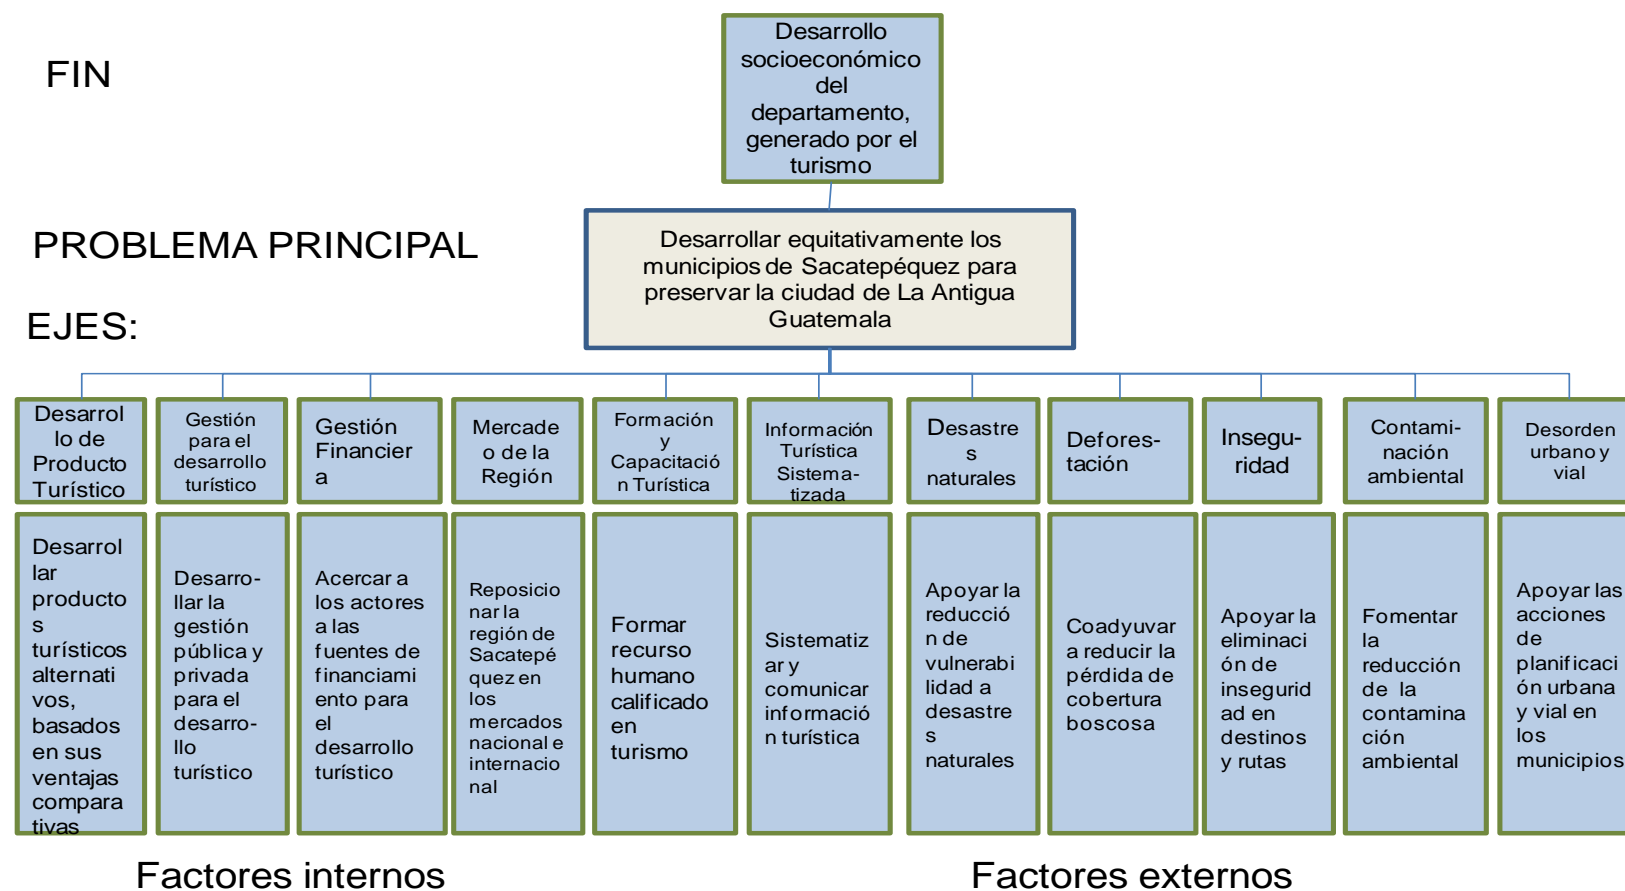 FIN
Desarrollo
socioeconómico
del
departamento,
generado por el
turismo
PROBLEMA PRINCIPAL
Desarrollar equitativamente los
municipios de Sacatepéquez para
preservar la ciudad de La Antigua
Guatemala
EJES:
Desarrol
lo de
Producto
Turístico
Gestión
para el
desarrollo
turístico
Gestión
Financier
a
Mercade
o de la
Región
Formación
y
Capacitació
n Turística
Información
Turística
Sistema-
tizada
Desastre
s
naturales
Defores-
tación
Insegu-
ridad
Contami-
nación
ambiental
Desorden
urbano y
vial
Desarrol
lar
producto
s
turísticos
alternati
vos,
basados
en sus
ventajas
compara
tivas
Desarro-
llar la
gestión
pública y
privada
para el
desarro-
llo
turístico
Acercar a
los actores
a las
fuentes de
financiami
ento para
el
desarrollo
turístico
Reposicio
nar la
región de
Sacatepé
quez en
los
mercados
nacional e
internacio
nal
Formar
recurso
humano
calificado
en
turismo
Sistematiz
ar y
comunicar
informació
n turística
Apoyar la
reducció
n de
vulnerabi
lidad a
desastre
s
naturales
Coadyuvar
a reducir la
pérdida de
cobertura
boscosa
Apoyar la
eliminaci
ón de
insegurid
ad en
destinos
y rutas
Fomentar
la
reducción
de la
contamina
ción
ambiental
Apoyar las
acciones
de
planificaci
ón urbana
y vial en
los
municipios
Factores internos
Factores externos